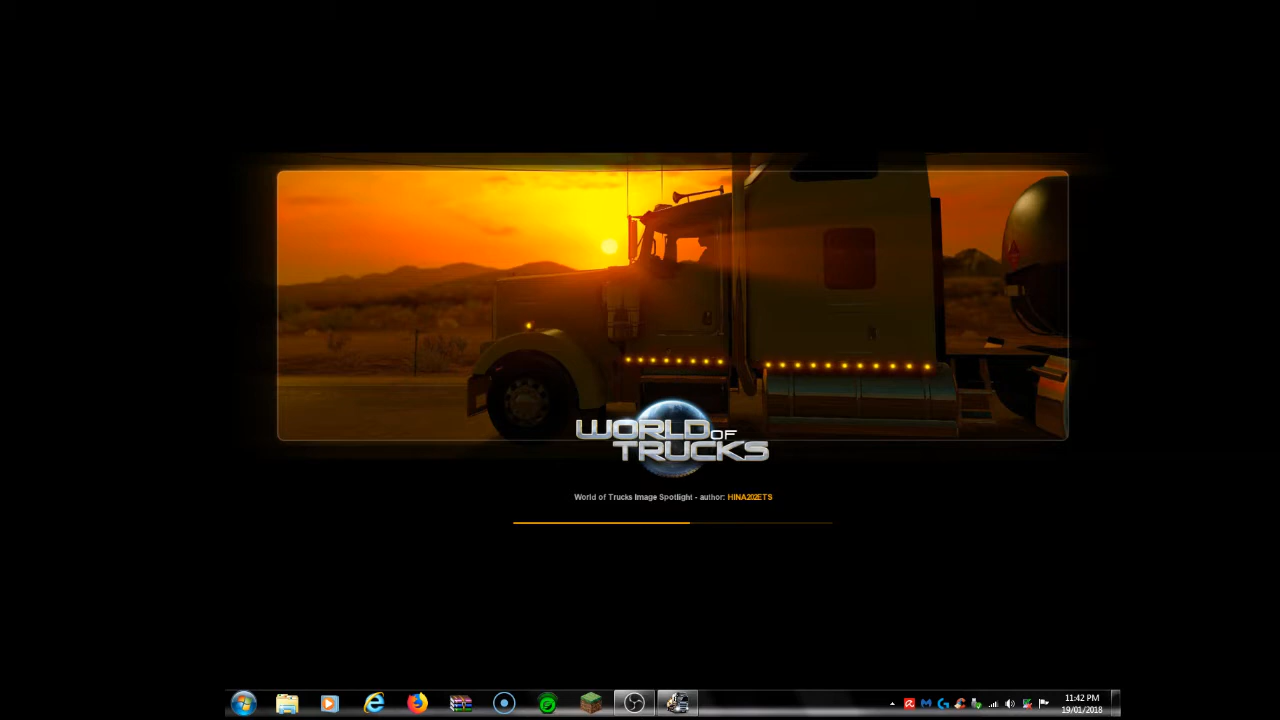 WORLD OF
TRUCKS
World of Trucks Image Spotlight - author: HINA202ETS
11:42 PM
19/01/2018